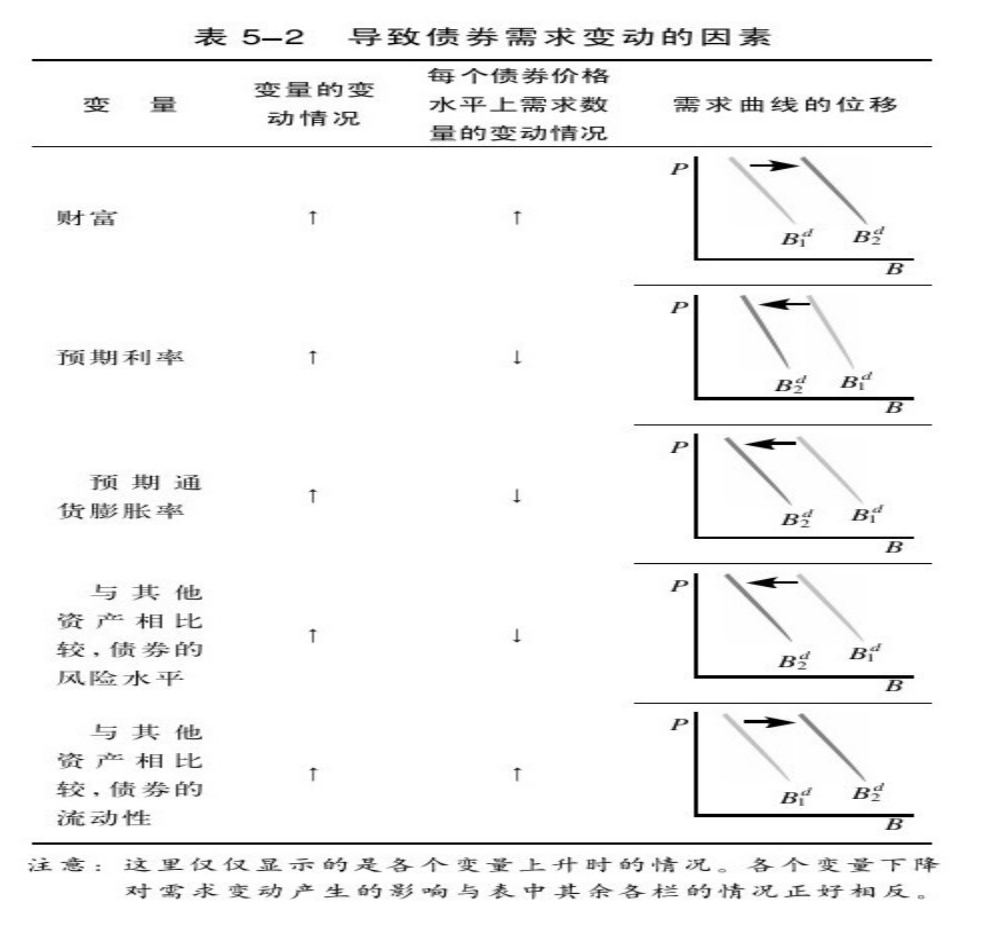 表 5—2 导致债券需求变动的因素
变 量
变量的变
动情况
每个债券价格
水平上需求数
量的变动情况
需求曲线的位移
财富
↑
↑
P
B₁ᵈ B₂ᵈ
B
预期利率
↑
↓
P
B₂ᵈ B₁ᵈ
B
预期通
货膨胀率
↑
↓
P
B₂ᵈ B₁ᵈ
B
与其他
资产相比
较,债券的
风险水平
↑
↓
P
B₂ᵈ B₁ᵈ
B
与其他
资产相比
较,债券的
流动性
↑
↑
P
B₁ᵈ B₂ᵈ
B
注意：这里仅仅显示的是各个变量上升时的情况。各个变量下降
对需求变动产生的影响与表中其余各栏的情况正好相反。